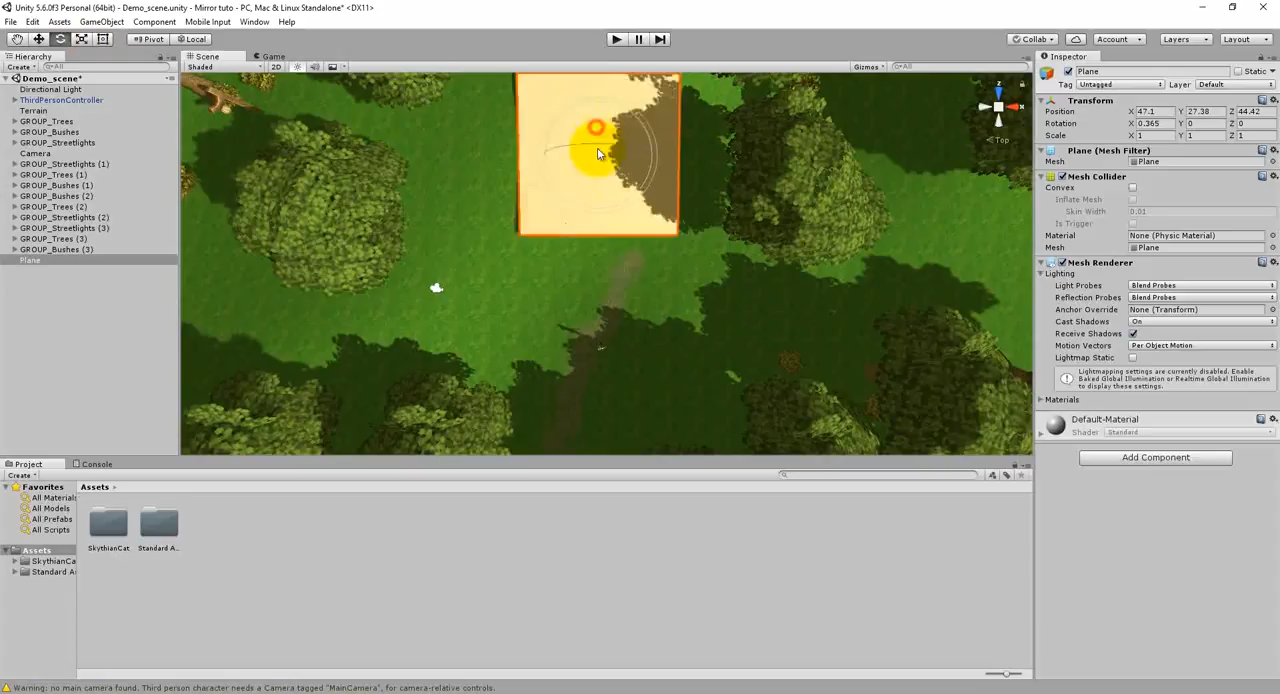 Unity 5.6.0f3 Personal (64bit) - Demo_scene.unity - Mirror tuto - PC, Mac & Linux Standalone* <DX11>
File Edit Assets GameObject Component Mobile Input Window Help
Pivot Local Collab Account Layers Layout
Hierarchy Scene Game Inspector
Create All Shaded 2D Gizmos All
Plane Static
Tag Untagged Layer Default
Demo_scene*
Directional Light
ThirdPersonController
Terrain
GROUP_Trees
GROUP_Bushes
GROUP_Streetlights
Camera
GROUP_Streetlights (1)
GROUP_Trees (1)
GROUP_Bushes (1)
GROUP_Bushes (2)
GROUP_Trees (2)
GROUP_Streetlights (2)
GROUP_Streetlights (3)
GROUP_Trees (3)
GROUP_Bushes (3)
Plane
z
x
Top
Transform
Position X 47.1 Y 27.38 Z 44.42
Rotation X 0.365 Y 0 Z 0
Scale X 1 Y 1 Z 1
Plane (Mesh Filter)
Mesh Plane
Mesh Collider
Convex
Inflate Mesh
Skin Width 0.01
Is Trigger
Material None (Physic Material)
Mesh Plane
Mesh Renderer
Lighting
Light Probes Blend Probes
Reflection Probes Blend Probes
Anchor Override None (Transform)
Cast Shadows On
Receive Shadows
Motion Vectors Per Object Motion
Lightmap Static
Lightmapping settings are currently disabled. Enable
Baked Global Illumination or Realtime Global Illumination
to display these settings.
Materials
Default-Material
Shader Standard
Add Component
Project Console
Create
Favorites
All Materials
All Models
All Prefabs
All Scripts
Assets
SkythianCa
Standard As
Assets
SkythianCat
Standard A..
Warning: no main camera found. Third person character needs a Camera tagged "MainCamera", for camera-relative controls.